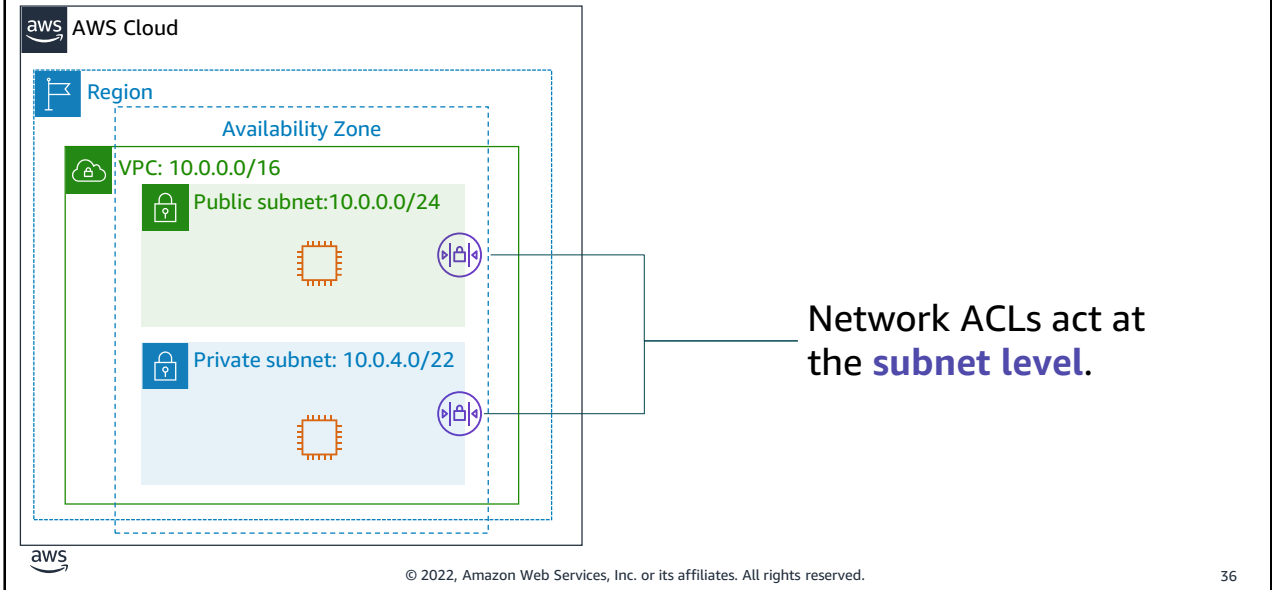 aws AWS Cloud
Region
Availability Zone
VPC: 10.0.0.0/16
Public subnet:10.0.0.0/24
Private subnet: 10.0.4.0/22
Network ACLs act at
the subnet level.
aws
© 2022, Amazon Web Services, Inc. or its affiliates. All rights reserved.
36